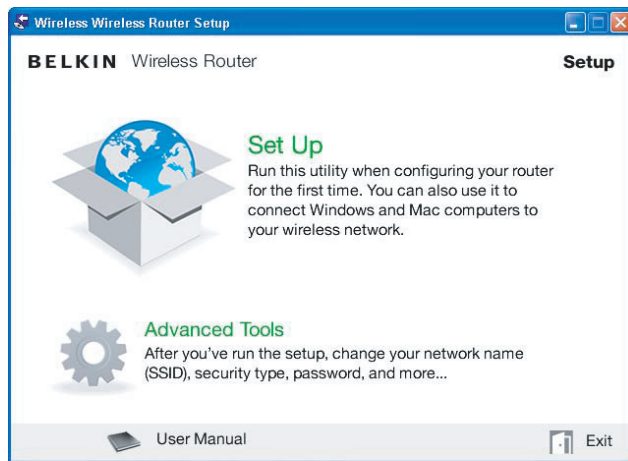 Wireless Wireless Router Setup
BELKIN Wireless Router
Setup
Set Up
Run this utility when configuring your router
for the first time. You can also use it to
connect Windows and Mac computers to
your wireless network.
Advanced Tools
After you've run the setup, change your network name
(SSID), security type, password, and more...
User Manual
Exit